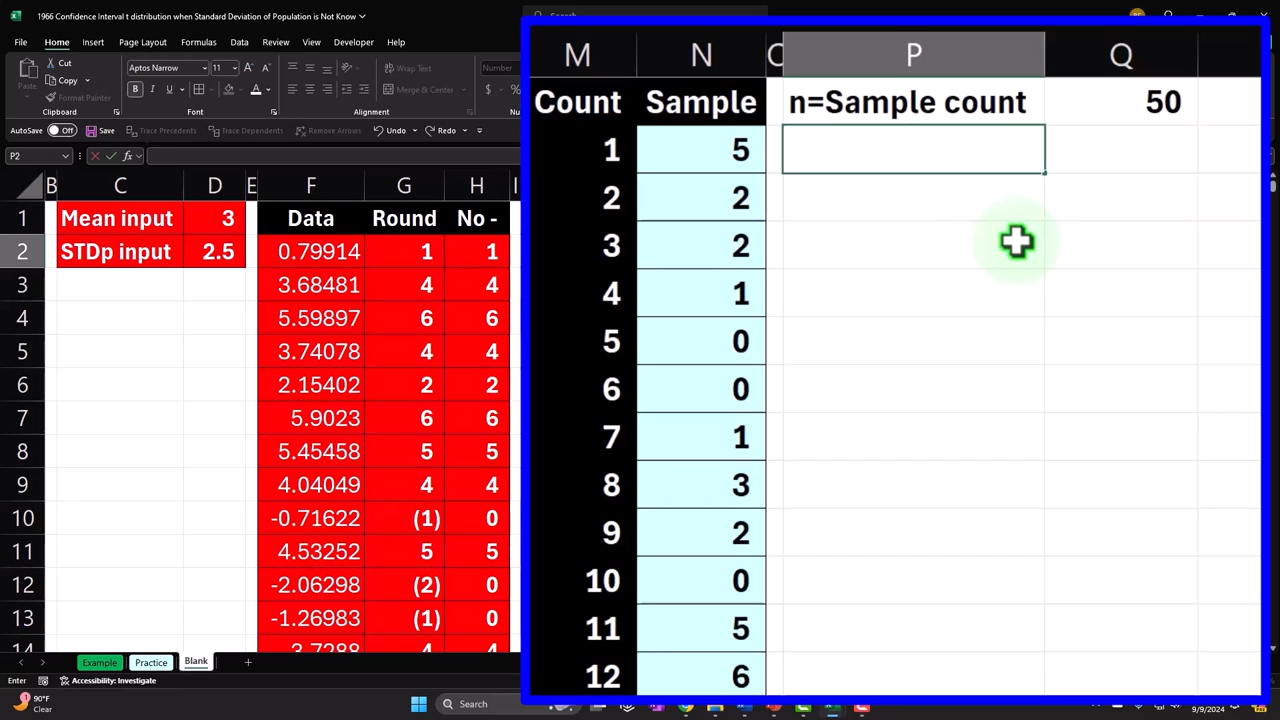 1966 Confidence Interval t distribution when Standard Deviation of Population is Not Know
File Home Insert Page Layout Formulas Data Review View Developer Help
Cut
Copy
Format Painter
Clipboard
Aptos Narrow 11
Font
Wrap Text
Merge & Center
Alignment
Number
AutoSave Off Save Trace Precedents Trace Dependents Remove Arrows Undo Redo
P2 fx
B C D E F G H I
1 Mean input 3 Data Round No -
2 STDp input 2.5 0.79914 1 1
3 3.68481 4 4
4 5.59897 6 6
5 3.74078 4 4
6 2.15402 2 2
7 5.9023 6 6
8 5.45458 5 5
9 4.04049 4 4
10 -0.71622 (1) 0
11 4.53252 5 5
12 -2.06298 (2) 0
13 -1.26983 (1) 0
14 3.7288 4 4
M N P Q
Count Sample n=Sample count 50
1 5
2 2
3 2
4 1
5 0
6 0
7 1
8 3
9 2
10 0
11 5
12 6
Example Practice Blank +
Enter Accessibility: Investigate
90°F
Clear
Search
9/9/2024